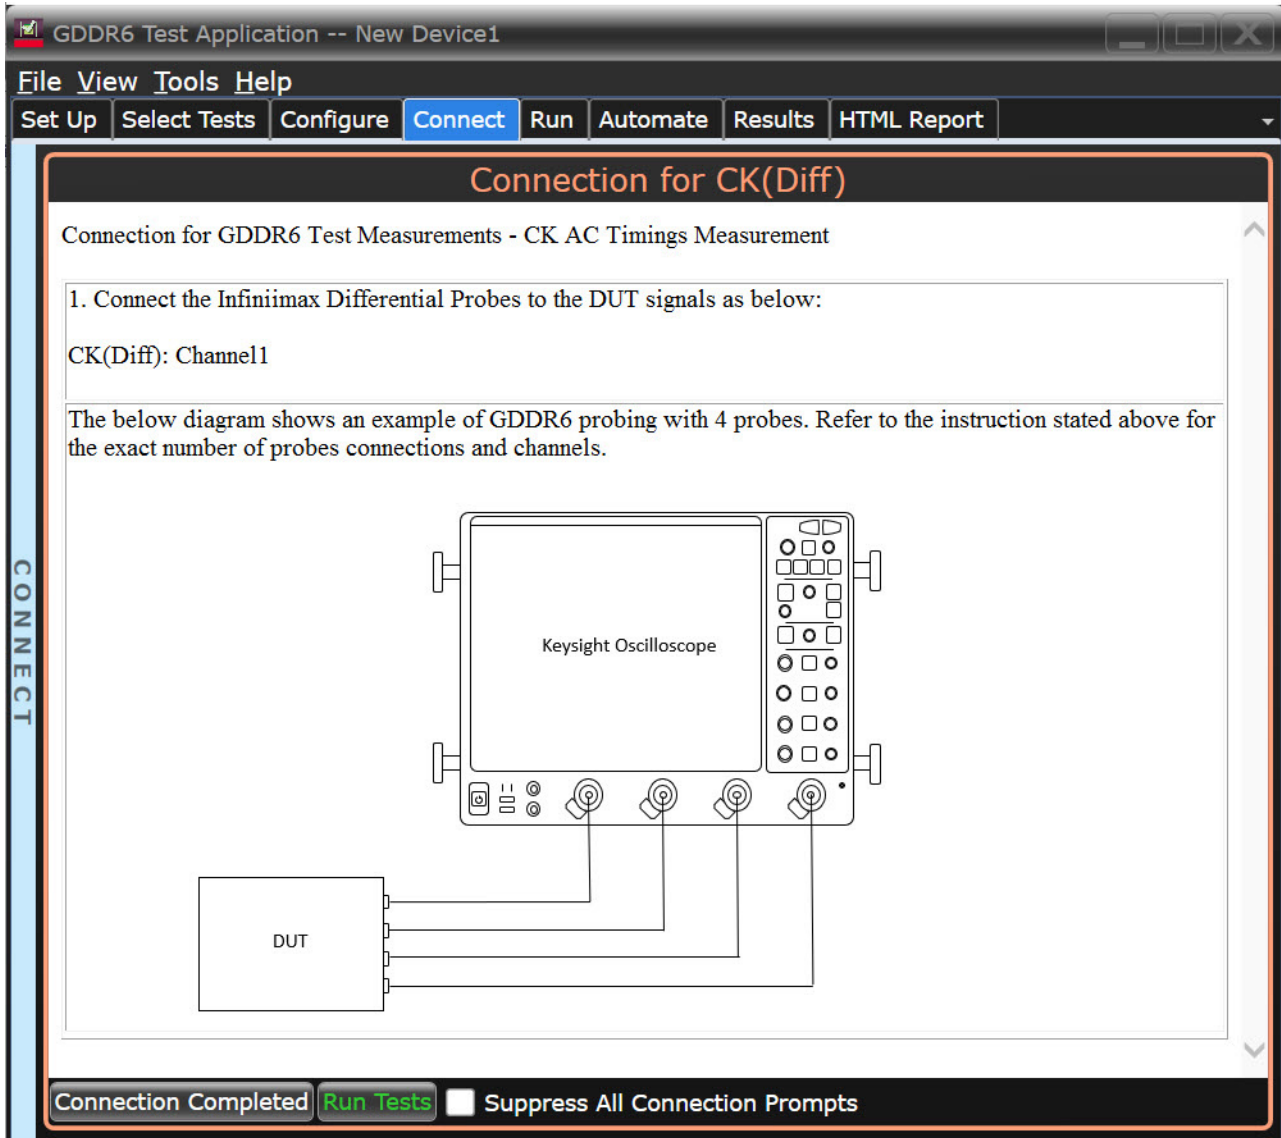 GDDR6 Test Application -- New Device1
File View Tools Help
Set Up Select Tests Configure Connect Run Automate Results HTML Report
CONNECT
Connection for CK(Diff)
Connection for GDDR6 Test Measurements - CK AC Timings Measurement
1. Connect the Infiniimax Differential Probes to the DUT signals as below:
CK(Diff): Channel1
The below diagram shows an example of GDDR6 probing with 4 probes. Refer to the instruction stated above for
the exact number of probes connections and channels.
Keysight Oscilloscope
DUT
Connection Completed Run Tests Suppress All Connection Prompts